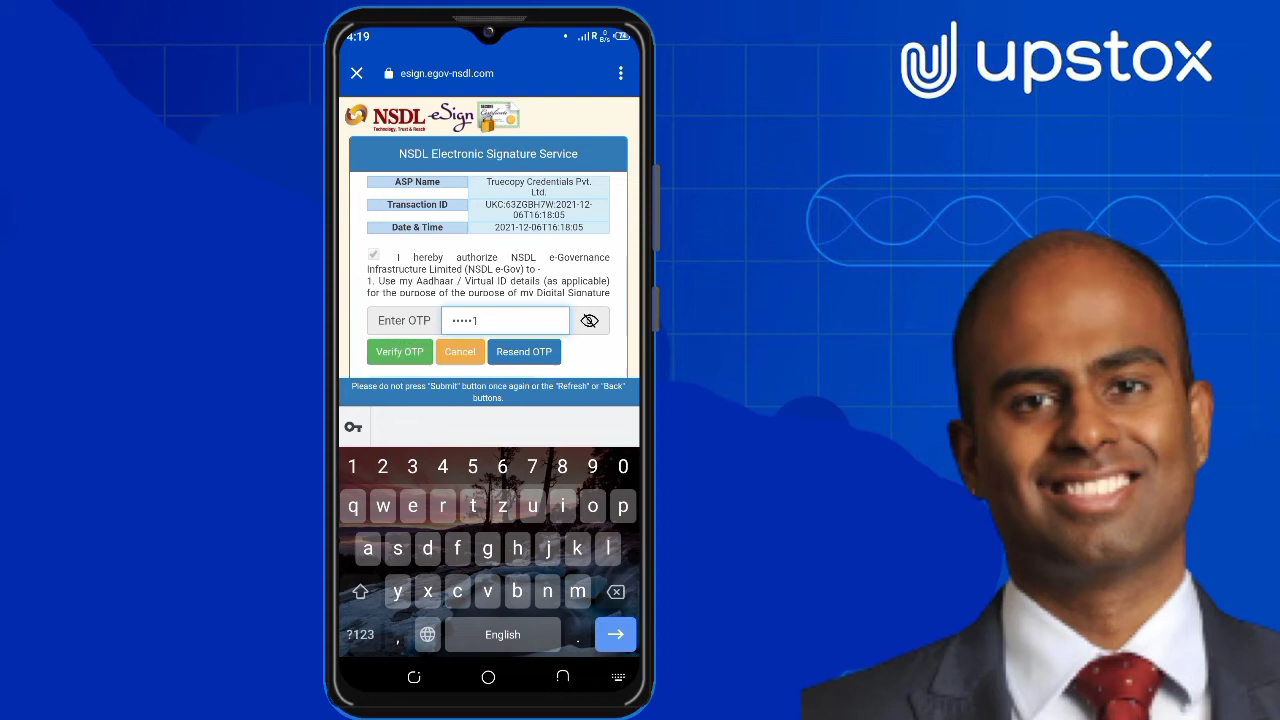 4:19
R 0 B/s 74
esign.egov-nsdl.com
upstox
NSDL eSign
Technology, Trust & Reach
NSDL Electronic Signature Service
ASP Name Truecopy Credentials Pvt.
Ltd.
Transaction ID UKC:63ZGBH7W:2021-12-
06T16:18:05
Date & Time 2021-12-06T16:18:05
I hereby authorize NSDL e-Governance
Infrastructure Limited (NSDL e-Gov) to -
1. Use my Aadhaar / Virtual ID details (as applicable)
for the purpose of the purpose of my Digital Signature
Enter OTP •••••1
Verify OTP Cancel Resend OTP
Please do not press "Submit" button once again or the "Refresh" or "Back"
buttons.
1 2 3 4 5 6 7 8 9 0
q w e r t z u i o p
a s d f g h j k l
y x c v b n m
?123 , English .